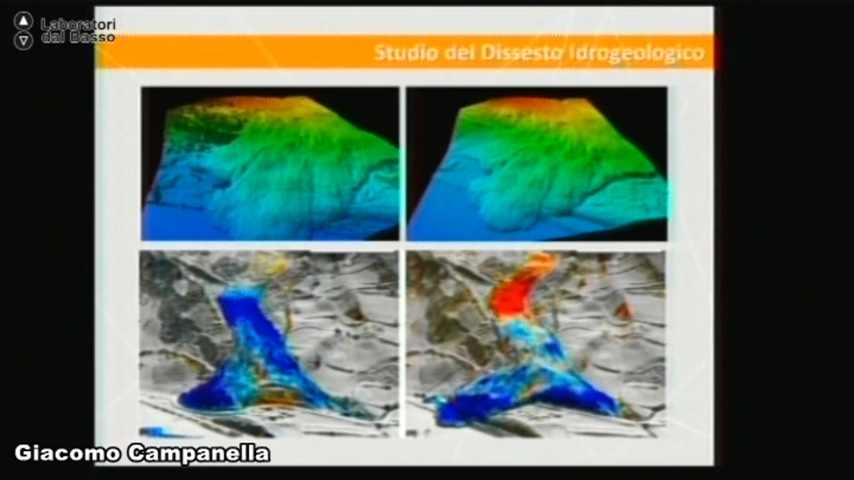 Laboratori
dal Basso
Studio del Dissesto Idrogeologico
Giacomo Campanella